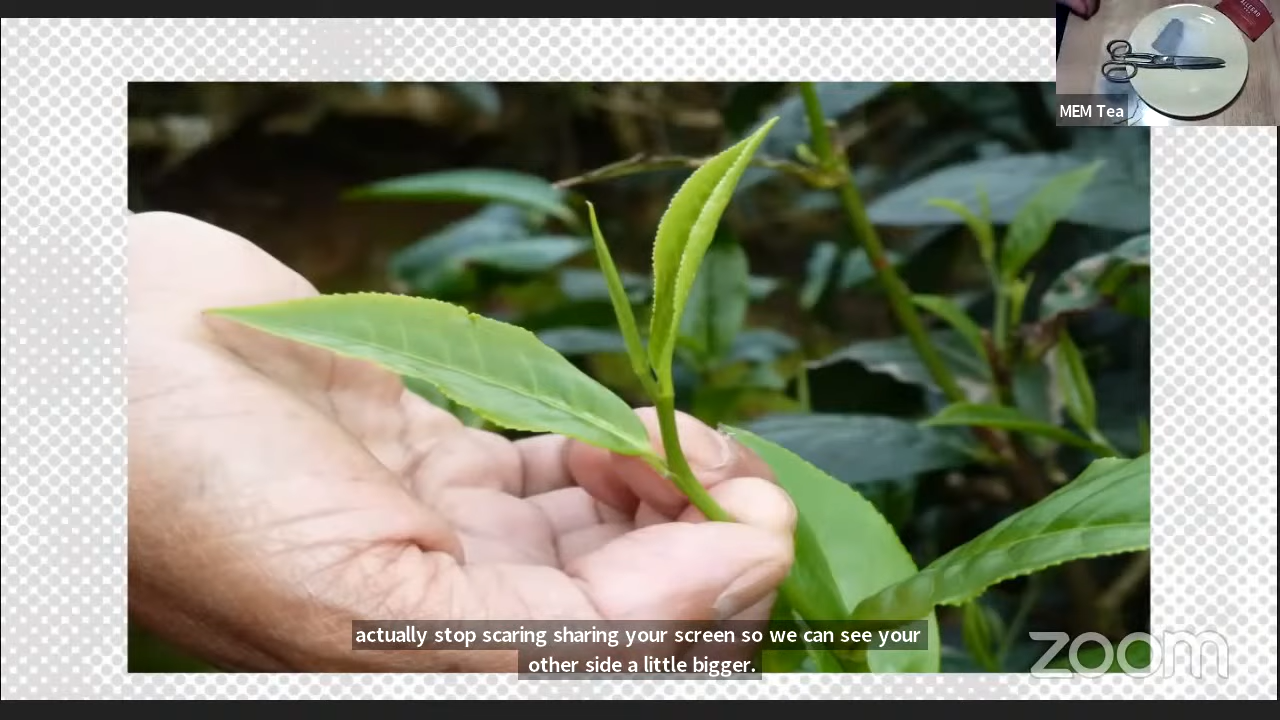 MEM Tea
actually stop scaring sharing your screen so we can see your
other side a little bigger.
zoom